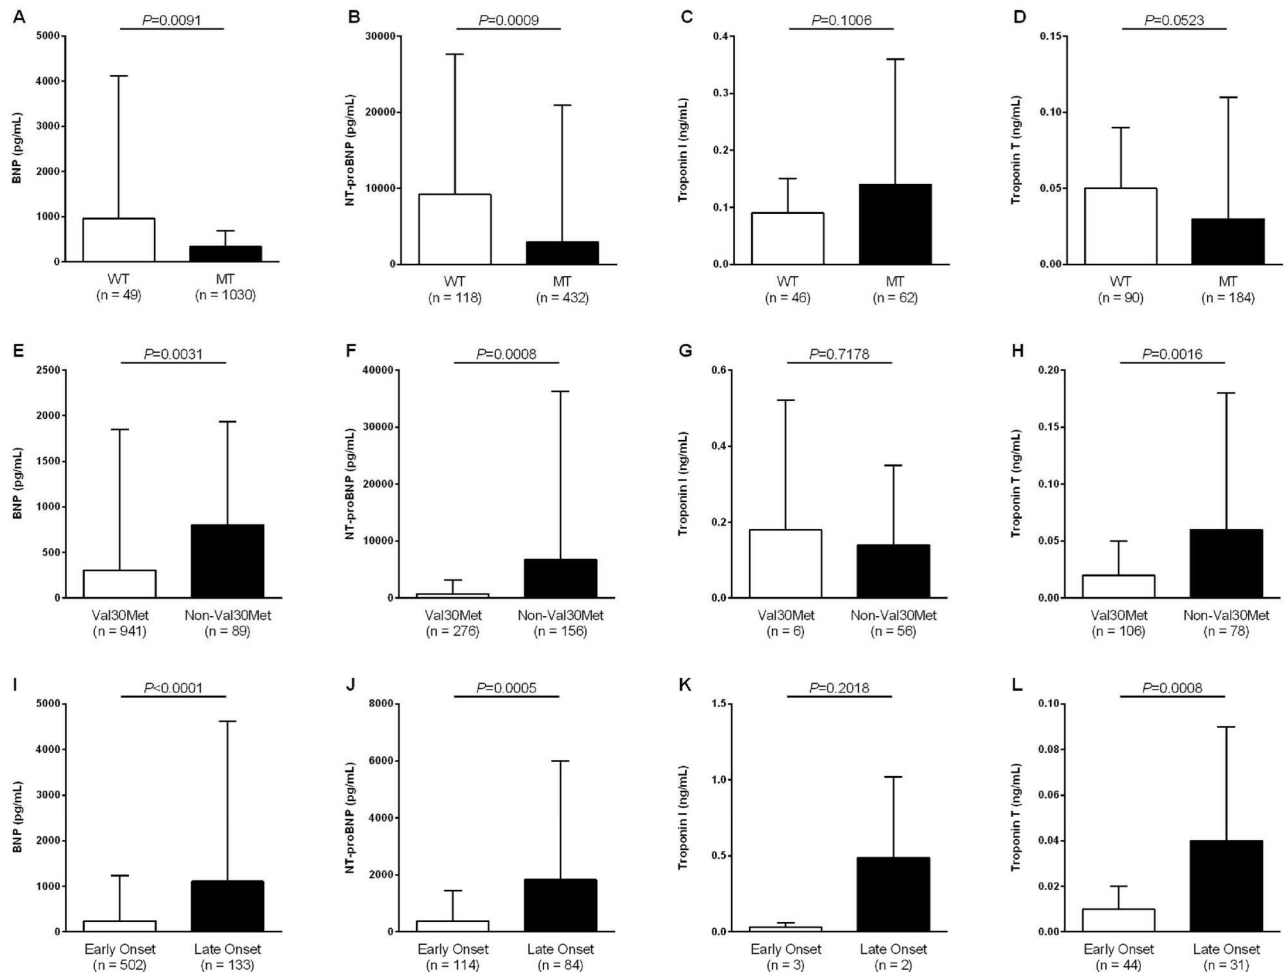 A
P=0.0091
BNP (pg/mL)
5000
4000
3000
2000
1000
0
WT
(n = 49)
MT
(n = 1030)
B
P=0.0009
NT-proBNP (pg/mL)
30000
20000
10000
0
WT
(n = 118)
MT
(n = 432)
C
P=0.1006
Troponin I (ng/mL)
0.4
0.3
0.2
0.1
0.0
WT
(n = 46)
MT
(n = 62)
D
P=0.0523
Troponin T (ng/mL)
0.15
0.10
0.05
0.00
WT
(n = 90)
MT
(n = 184)
E
P=0.0031
BNP (pg/mL)
2500
2000
1500
1000
500
0
Val30Met
(n = 941)
Non-Val30Met
(n = 89)
F
P=0.0008
NT-proBNP (pg/mL)
40000
30000
20000
10000
0
Val30Met
(n = 276)
Non-Val30Met
(n = 156)
G
P=0.7178
Troponin I (ng/mL)
0.6
0.4
0.2
0.0
Val30Met
(n = 6)
Non-Val30Met
(n = 56)
H
P=0.0016
Troponin T (ng/mL)
0.20
0.15
0.10
0.05
0.00
Val30Met
(n = 106)
Non-Val30Met
(n = 78)
I
P<0.0001
BNP (pg/mL)
5000
4000
3000
2000
1000
0
Early Onset
(n = 502)
Late Onset
(n = 133)
J
P=0.0005
NT-proBNP (pg/mL)
8000
6000
4000
2000
0
Early Onset
(n = 114)
Late Onset
(n = 84)
K
P=0.2018
Troponin I (ng/mL)
1.5
1.0
0.5
0.0
Early Onset
(n = 3)
Late Onset
(n = 2)
L
P=0.0008
Troponin T (ng/mL)
0.10
0.08
0.06
0.04
0.02
0.00
Early Onset
(n = 44)
Late Onset
(n = 31)